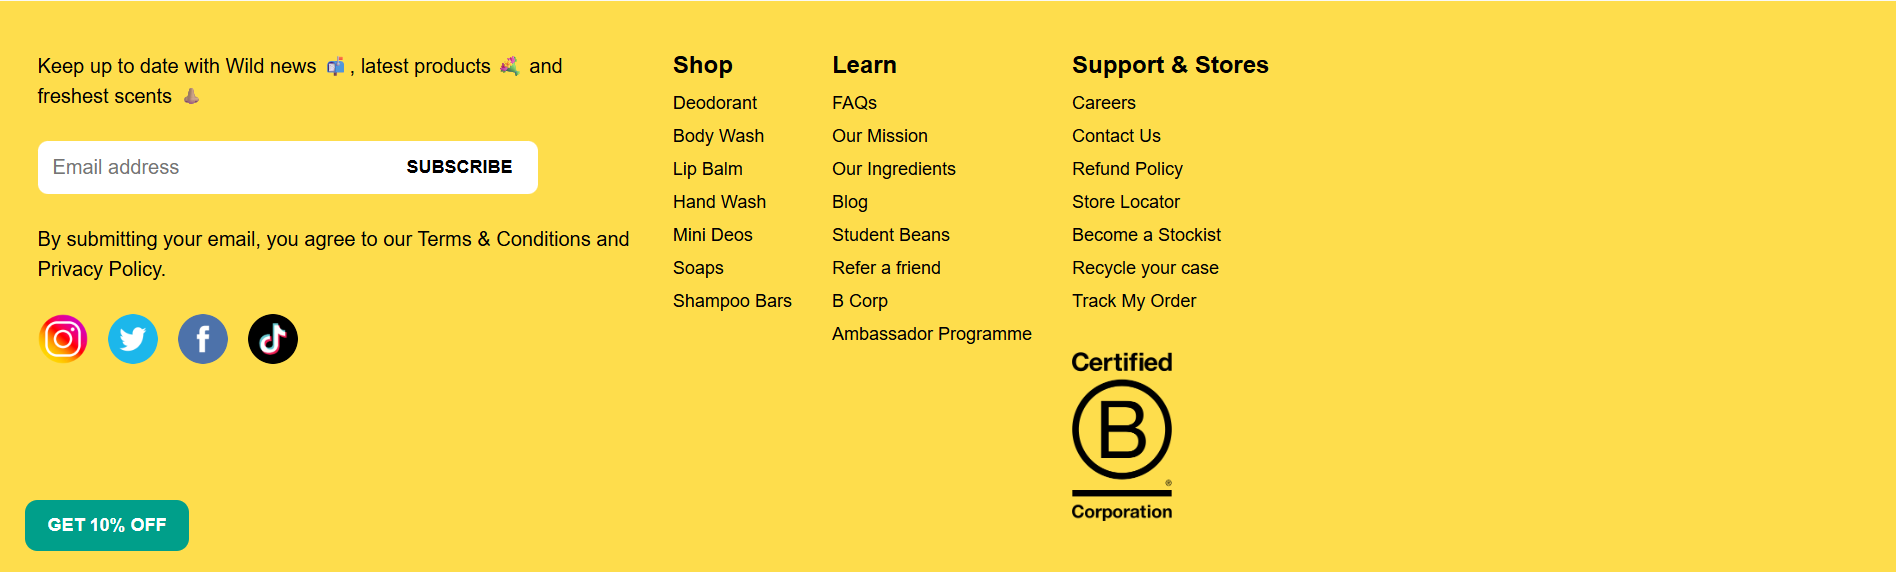 Keep up to date with Wild news 📬, latest products 💐 and
freshest scents 👃🏽
Email address
SUBSCRIBE
By submitting your email, you agree to our Terms & Conditions and
Privacy Policy.
GET 10% OFF
Shop
Deodorant
Body Wash
Lip Balm
Hand Wash
Mini Deos
Soaps
Shampoo Bars
Learn
FAQs
Our Mission
Our Ingredients
Blog
Student Beans
Refer a friend
B Corp
Ambassador Programme
Support & Stores
Careers
Contact Us
Refund Policy
Store Locator
Become a Stockist
Recycle your case
Track My Order
Certified
B
®
Corporation